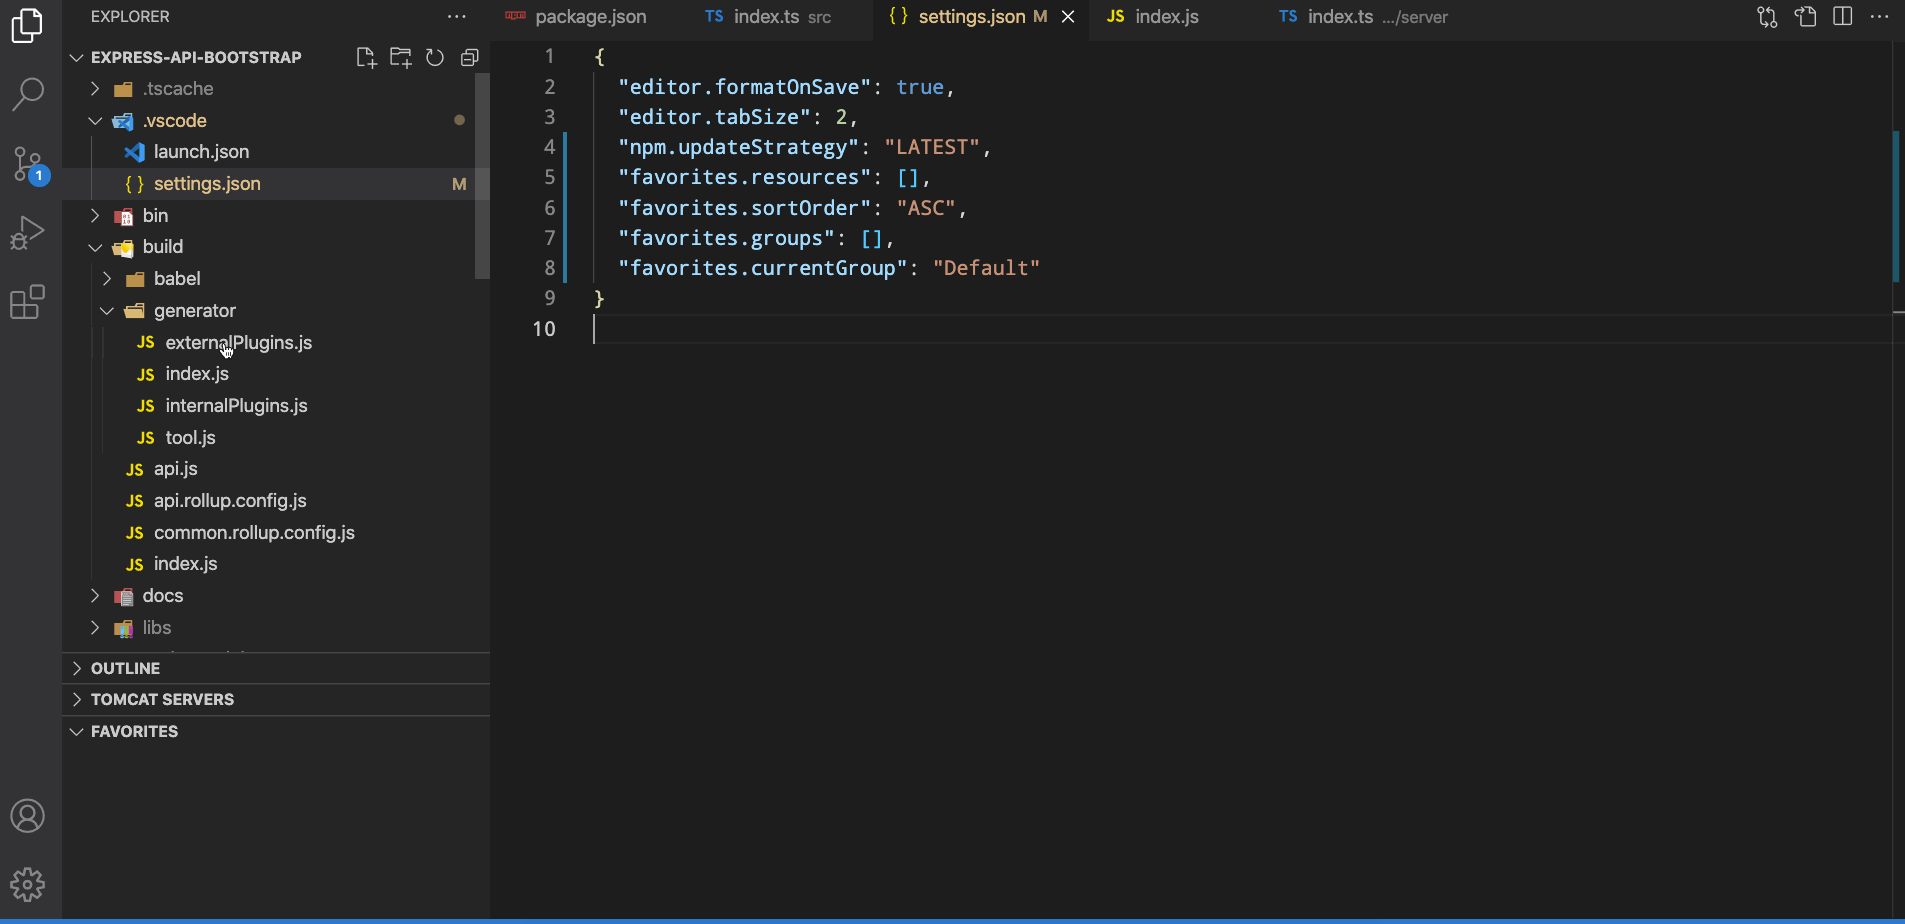 EXPLORER
EXPRESS-API-BOOTSTRAP
.tscache
.vscode
launch.json
{ } settings.json M
bin
build
babel
generator
JS externalPlugins.js
JS index.js
JS internalPlugins.js
JS tool.js
JS api.js
JS api.rollup.config.js
JS common.rollup.config.js
JS index.js
docs
libs
OUTLINE
TOMCAT SERVERS
FAVORITES
1
package.json
TS index.ts src
{ } settings.json M
JS index.js
TS index.ts .../server
1 {
2 "editor.formatOnSave": true,
3 "editor.tabSize": 2,
4 "npm.updateStrategy": "LATEST",
5 "favorites.resources": [],
6 "favorites.sortOrder": "ASC",
7 "favorites.groups": [],
8 "favorites.currentGroup": "Default"
9 }
10